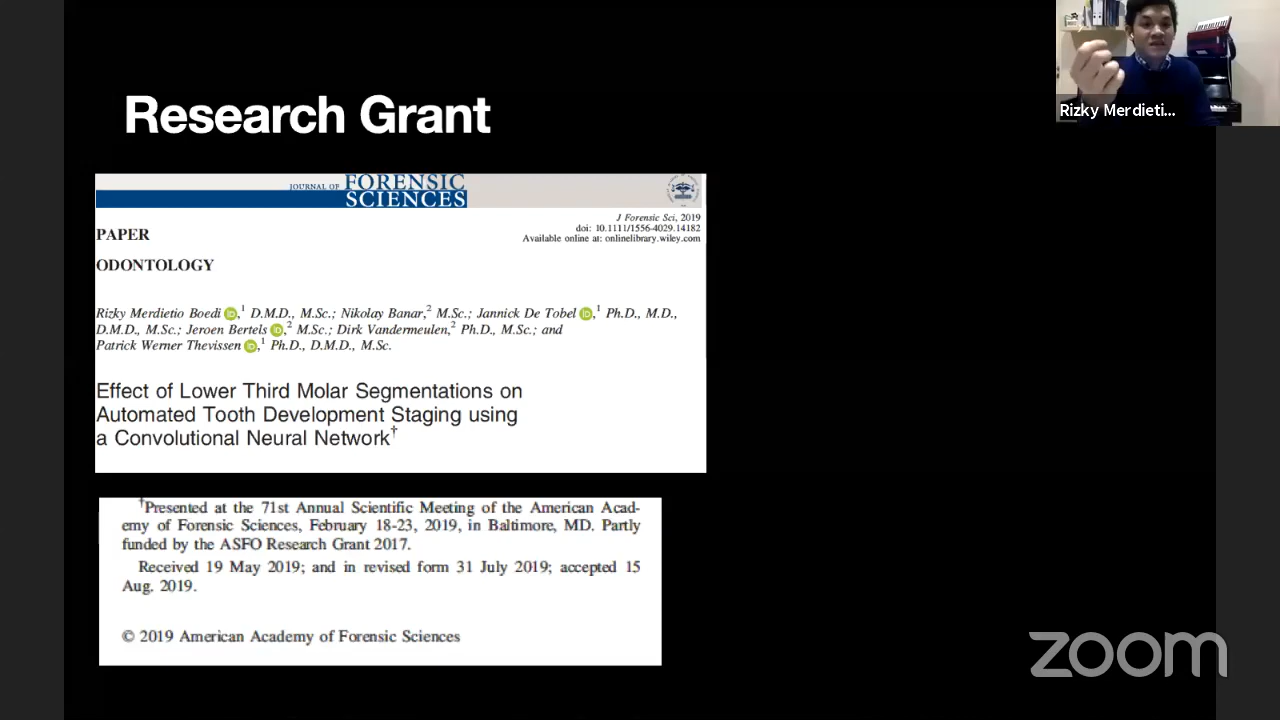 Rizky Merdieti...
Research Grant
JOURNAL OF FORENSIC
SCIENCES
J Forensic Sci, 2019
doi: 10.1111/1556-4029.14182
Available online at: onlinelibrary.wiley.com
PAPER
ODONTOLOGY
Rizky Merdietio Boedi iD,1 D.M.D., M.Sc.; Nikolay Banar,2 M.Sc.; Jannick De Tobel iD,1 Ph.D., M.D.,
D.M.D., M.Sc.; Jeroen Bertels iD,2 M.Sc.; Dirk Vandermeulen,2 Ph.D., M.Sc.; and
Patrick Werner Thevissen iD,1 Ph.D., D.M.D., M.Sc.
Effect of Lower Third Molar Segmentations on
Automated Tooth Development Staging using
a Convolutional Neural Network†
†Presented at the 71st Annual Scientific Meeting of the American Acad-
emy of Forensic Sciences, February 18-23, 2019, in Baltimore, MD. Partly
funded by the ASFO Research Grant 2017.
Received 19 May 2019; and in revised form 31 July 2019; accepted 15
Aug. 2019.
© 2019 American Academy of Forensic Sciences
zoom